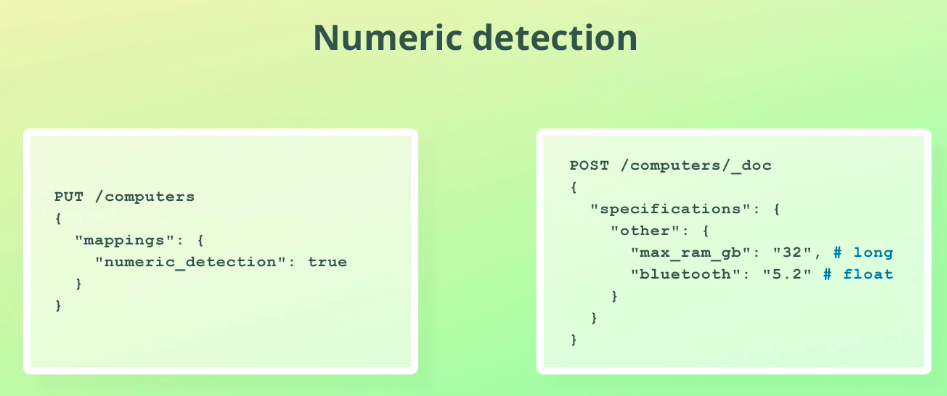 Numeric detection
PUT /computers
{
  "mappings": {
    "numeric_detection": true
  }
}
POST /computers/_doc
{
  "specifications": {
    "other": {
      "max_ram_gb": "32", # long
      "bluetooth": "5.2" # float
    }
  }
}